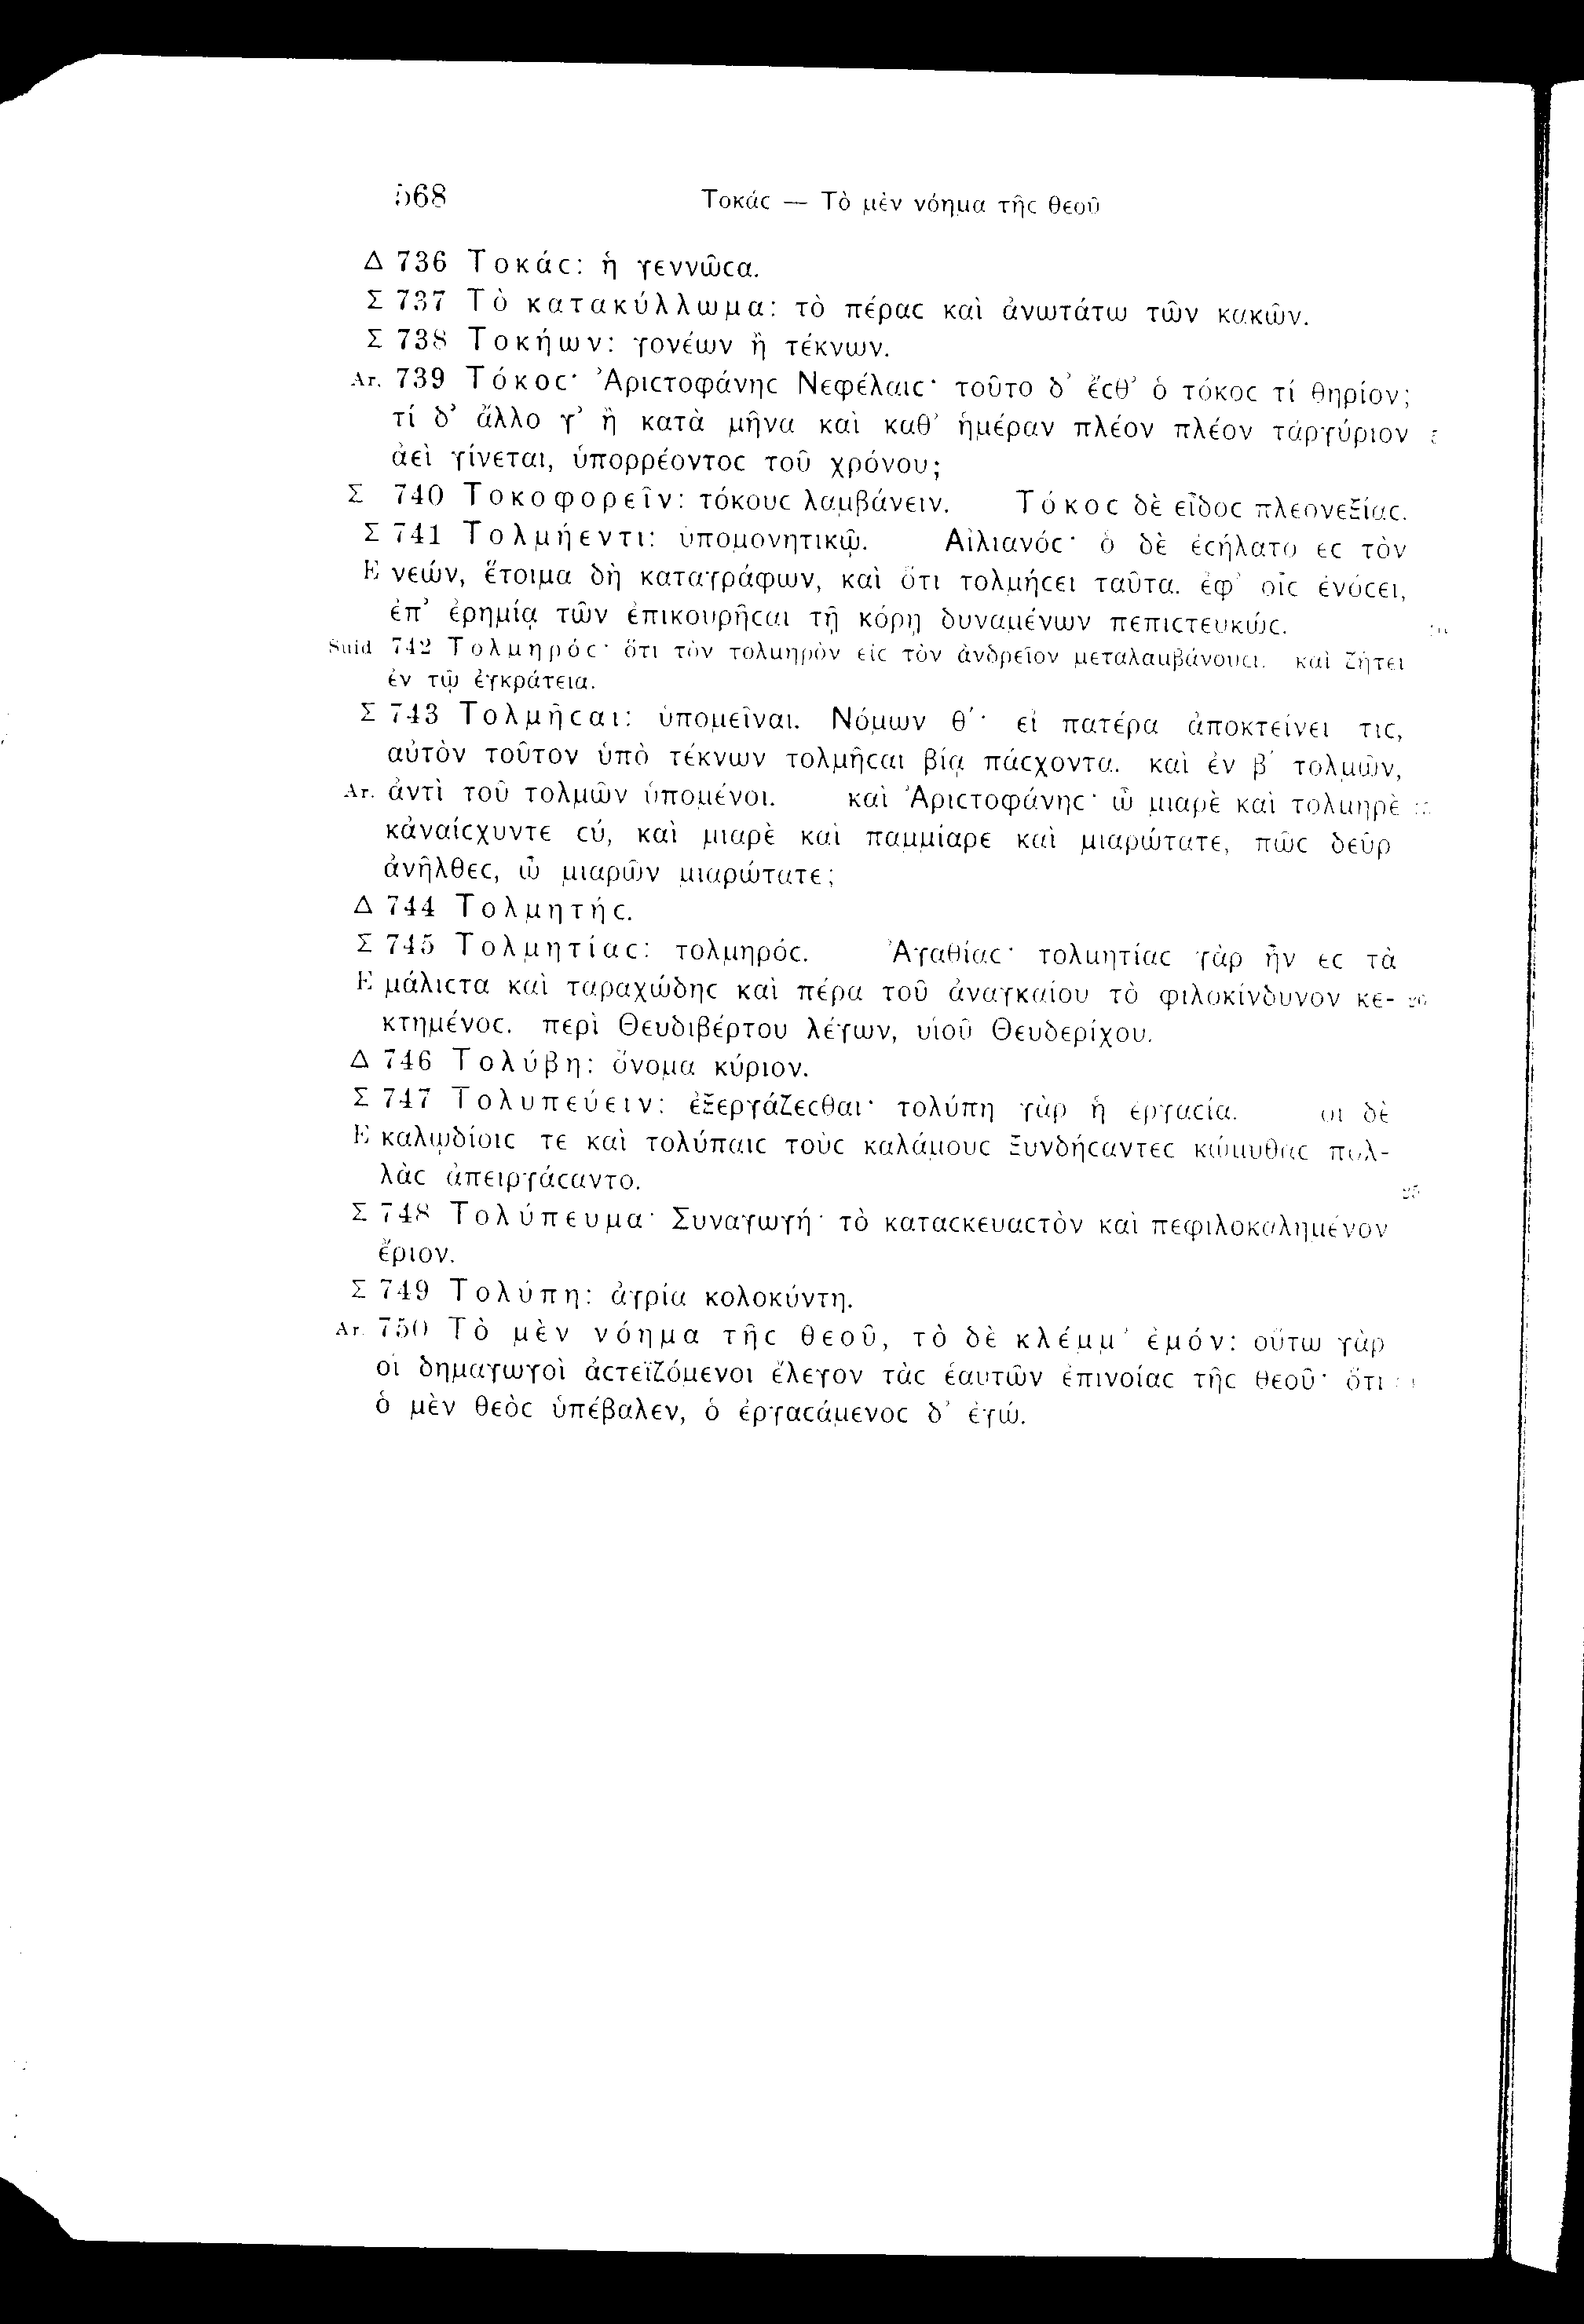 568 Τοκάϲ — Τὸ μὲν νόημα τῆϲ θεοῦ
Δ 736 Τοκάϲ: ἡ γεννῶϲα.
Σ 737 Τὸ κατακύλλωμα: τὸ πέραϲ καὶ ἀνωτάτω τῶν κακῶν.
Σ 738 Τοκήων: γονέων ἢ τέκνων.
Ar. 739 Τόκοϲ· Ἀριϲτοφάνηϲ Νεφέλαιϲ· τοῦτο δ’ ἔϲθ’ ὁ τόκοϲ τί θηρίον;
τί δ’ ἄλλο γ’ ἢ κατὰ μῆνα καὶ καθ’ ἡμέραν πλέον πλέον τἀργύριον 5
ἀεὶ γίνεται, ὑπορρέοντοϲ τοῦ χρόνου;
Σ 740 Τοκοφορεῖν: τόκουϲ λαμβάνειν. Τόκοϲ δὲ εἶδοϲ πλεονεξίαϲ.
Σ 741 Τολμήεντι: ὑπομονητικῷ. Αἰλιανόϲ· ὁ δὲ ἐϲήλατο ἐϲ τὸν
E νεών, ἕτοιμα δὴ καταγράφων, καὶ ὅτι τολμήϲει ταῦτα. ἐφ’ οἷϲ ἐνόϲει,
ἐπ’ ἐρημίᾳ τῶν ἐπικουρῆϲαι τῇ κόρῃ δυναμένων πεπιϲτευκώϲ. 10
Suid 742 Τολμηρόϲ· ὅτι τὸν τολμηρὸν εἰϲ τὸν ἀνδρεῖον μεταλαμβάνουϲι. καὶ ζήτει
ἐν τῷ ἐγκράτεια.
Σ 743 Τολμῆϲαι: ὑπομεῖναι. Νόμων θ΄· εἰ πατέρα ἀποκτείνει τιϲ,
αὐτὸν τοῦτον ὑπὸ τέκνων τολμῆϲαι βίᾳ πάϲχοντα. καὶ ἐν β΄ τολμῶν,
Ar. ἀντὶ τοῦ τολμῶν ὑπομένοι. καὶ Ἀριϲτοφάνηϲ· ὦ μιαρὲ καὶ τολμηρὲ 15
κἀναίϲχυντε ϲύ, καὶ μιαρὲ καὶ παμμίαρε καὶ μιαρώτατε, πῶϲ δεῦρ
ἀνῆλθεϲ, ὦ μιαρῶν μιαρώτατε;
Δ 744 Τολμητήϲ.
Σ 745 Τολμητίαϲ: τολμηρόϲ. Ἀγαθίαϲ· τολμητίαϲ γὰρ ἦν ἐϲ τὰ
E μάλιϲτα καὶ ταραχώδηϲ καὶ πέρα τοῦ ἀναγκαίου τὸ φιλοκίνδυνον κε- 20
κτημένοϲ. περὶ Θευδιβέρτου λέγων, υἱοῦ Θευδερίχου.
Δ 746 Τολύβη: ὄνομα κύριον.
Σ 747 Τολυπεύειν: ἐξεργάζεϲθαι· τολύπη γὰρ ἡ ἐργαϲία. οἱ δὲ
E καλῳδίοιϲ τε καὶ τολύπαιϲ τοὺϲ καλάμουϲ ξυνδήϲαντεϲ κώμυθαϲ πολ-
λὰϲ ἀπειργάϲαντο. 25
Σ 748 Τολύπευμα· Συναγωγή· τὸ καταϲκευαϲτὸν καὶ πεφιλοκαλημένον
ἔριον.
Σ 749 Τολύπη: ἀγρία κολοκύντη.
Ar. 750 Τὸ μὲν νόημα τῆϲ θεοῦ, τὸ δὲ κλέμμ’ ἐμόν: οὕτω γὰρ
οἱ δημαγωγοὶ ἀϲτεϊζόμενοι ἔλεγον τὰϲ ἑαυτῶν ἐπινοίαϲ τῆϲ θεοῦ· ὅτι
ὁ μὲν θεὸϲ ὑπέβαλεν, ὁ ἐργαϲάμενοϲ δ’ ἐγώ.